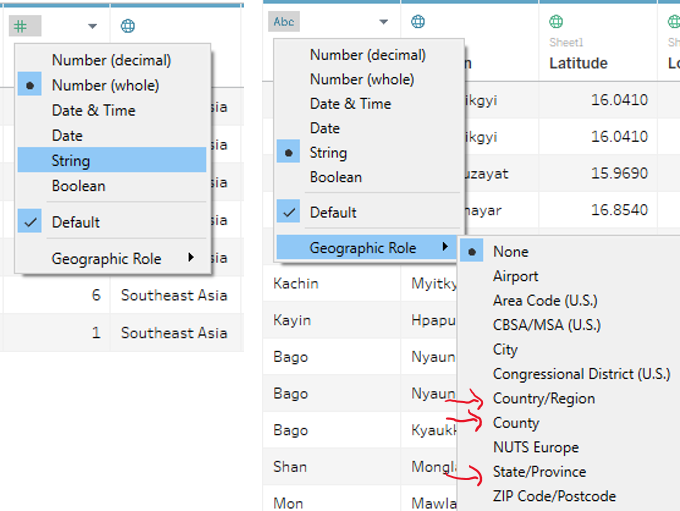 #
Number (decimal)
Number (whole)
Date & Time
Date
String
Boolean
Default
Geographic Role
sia
sia
sia
sia
sia
6 Southeast Asia
1 Southeast Asia
Abc
Number (decimal)
Number (whole)
Date & Time
Date
String
Boolean
Default
Geographic Role
n
Sheet1
Latitude
Sh
Lo
ikgyi 16.0410
ikgyi 16.0410
uzayat 15.9690
nayar 16.8540
Kachin Myitky
Kayin Hpapu
Bago Nyaun
Bago Nyaun
Bago Kyaukk
Shan Mongla
Mon Mawla
None
Airport
Area Code (U.S.)
CBSA/MSA (U.S.)
City
Congressional District (U.S.)
Country/Region
County
NUTS Europe
State/Province
ZIP Code/Postcode